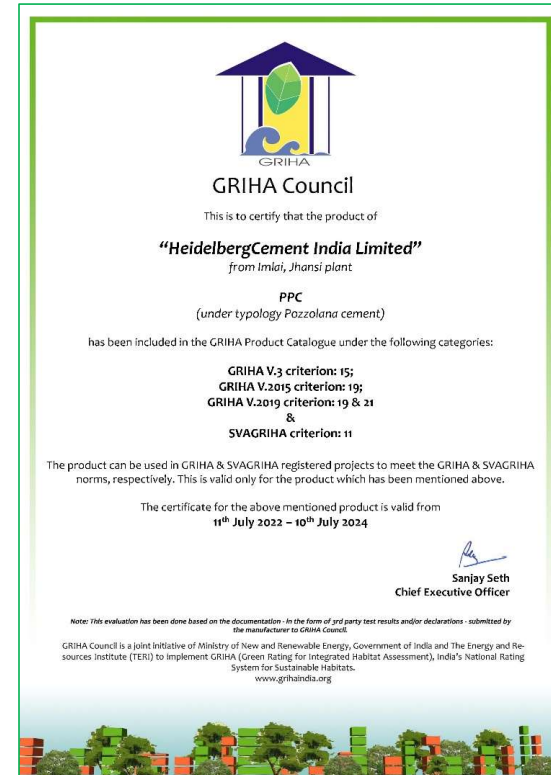 GRIHA
GRIHA Council
This is to certify that the product of
“HeidelbergCement India Limited”
from Imlai, Jhansi plant
PPC
(under typology Pozzolana cement)
has been included in the GRIHA Product Catalogue under the following categories:
GRIHA V.3 criterion: 15;
GRIHA V.2015 criterion: 19;
GRIHA V.2019 criterion: 19 & 21
&
SVAGRIHA criterion: 11
The product can be used in GRIHA & SVAGRIHA registered projects to meet the GRIHA & SVAGRIHA
norms, respectively. This is valid only for the product which has been mentioned above.
The certificate for the above mentioned product is valid from
11th July 2022 – 10th July 2024
Sanjay Seth
Chief Executive Officer
Note: This evaluation has been done based on the documentation - in the form of 3rd party test results and/or declarations - submitted by
the manufacturer to GRIHA Council.
GRIHA Council is a joint initiative of Ministry of New and Renewable Energy, Government of India and The Energy and Re-
sources Institute (TERI) to implement GRIHA (Green Rating for Integrated Habitat Assessment), India's National Rating
System for Sustainable Habitats.
www.grihaindia.org